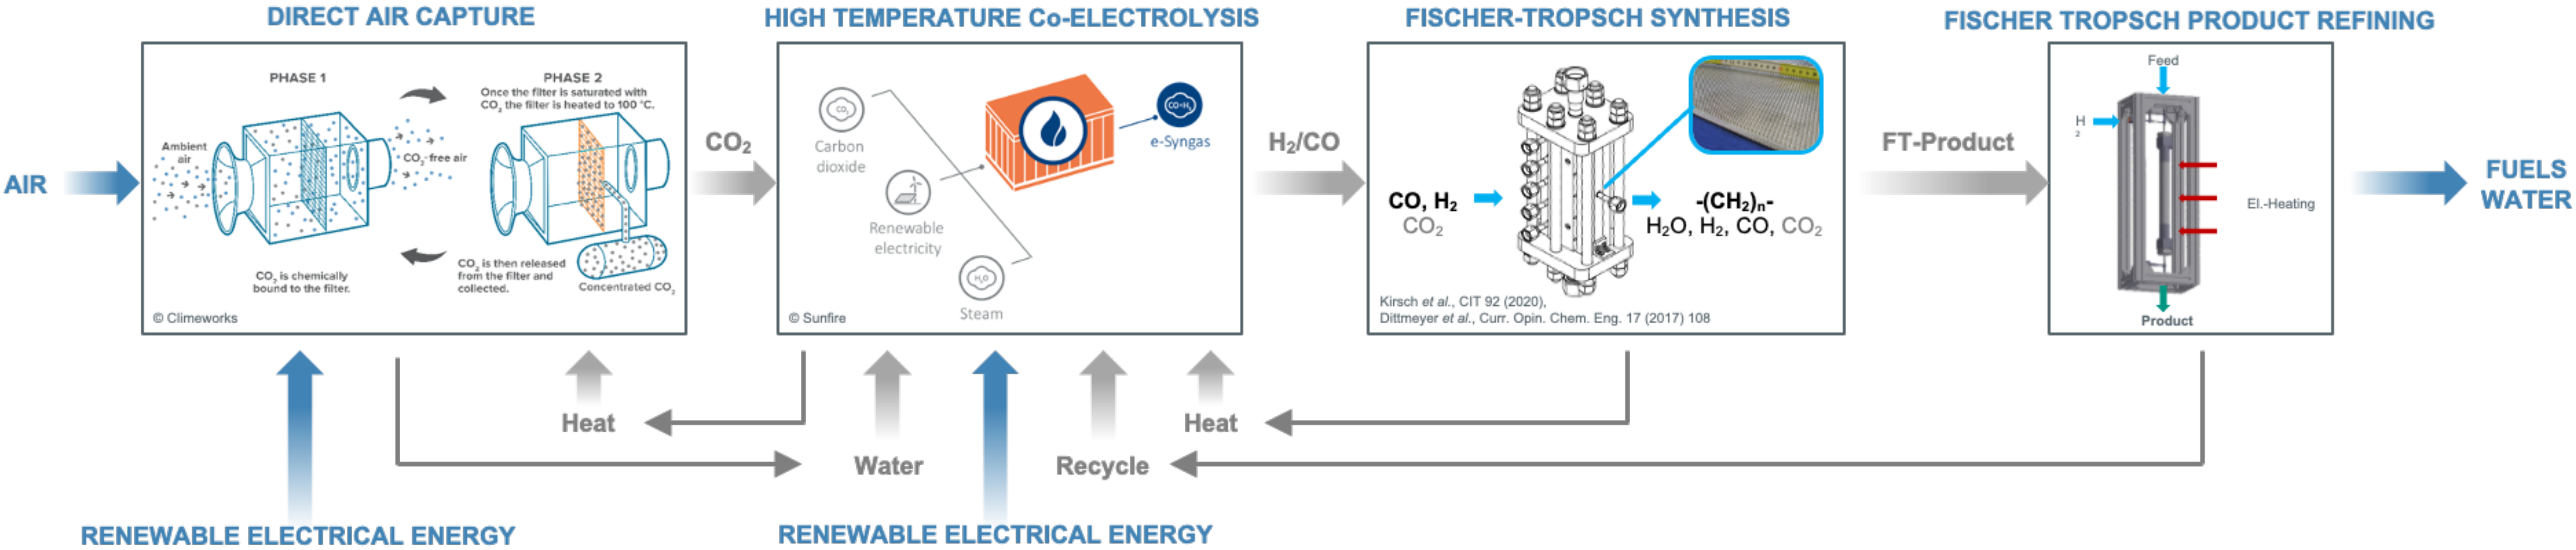 DIRECT AIR CAPTURE
HIGH TEMPERATURE Co-ELECTROLYSIS
FISCHER-TROPSCH SYNTHESIS
FISCHER TROPSCH PRODUCT REFINING
AIR
PHASE 1
Ambient
air
CO₂-free air
CO₂ is chemically
bound to the filter.
PHASE 2
Once the filter is saturated with
CO₂ the filter is heated to 100 °C.
CO₂ is then released
from the filter and
collected.
Concentrated CO₂
© Climeworks
CO₂
CO₂
Carbon
dioxide
Renewable
electricity
H₂O
Steam
CO+H₂
e-Syngas
© Sunfire
H₂/CO
CO, H₂
CO₂
-(CH₂)ₙ-
H₂O, H₂, CO, CO₂
Kirsch et al., CIT 92 (2020),
Dittmeyer et al., Curr. Opin. Chem. Eng. 17 (2017) 108
FT-Product
Feed
H
2
El.-Heating
Product
FUELS
WATER
Heat
Heat
Water
Recycle
RENEWABLE ELECTRICAL ENERGY
RENEWABLE ELECTRICAL ENERGY